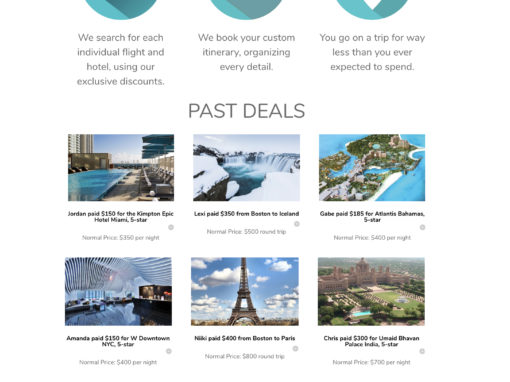 We search for each
individual flight and
hotel, using our
exclusive discounts.
We book your custom
itinerary, organizing
every detail.
You go on a trip for way
less than you ever
expected to spend.
PAST DEALS
Jordan paid $150 for the Kimpton Epic
Hotel Miami, 5-star
Normal Price: $350 per night
Lexi paid $350 from Boston to Iceland
Normal Price: $500 round trip
Gabe paid $185 for Atlantis Bahamas,
5-star
Normal Price: $400 per night
Amanda paid $150 for W Downtown
NYC, 5-star
Normal Price: $400 per night
Niiki paid $400 from Boston to Paris
Normal Price: $800 round trip
Chris paid $300 for Umaid Bhavan
Palace India, 5-star
Normal Price: $700 per night